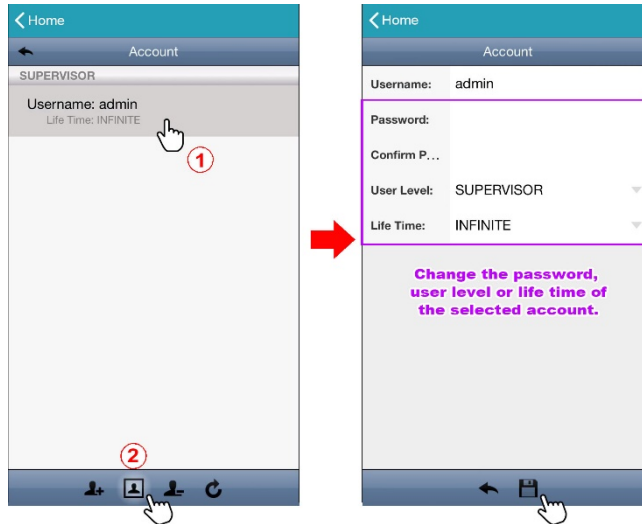 Home
Account
SUPERVISOR
Username: admin
Life Time: INFINITE
1
2
Home
Account
Username: admin
Password:
Confirm P...
User Level: SUPERVISOR
Life Time: INFINITE
Change the password,
user level or life time of
the selected account.